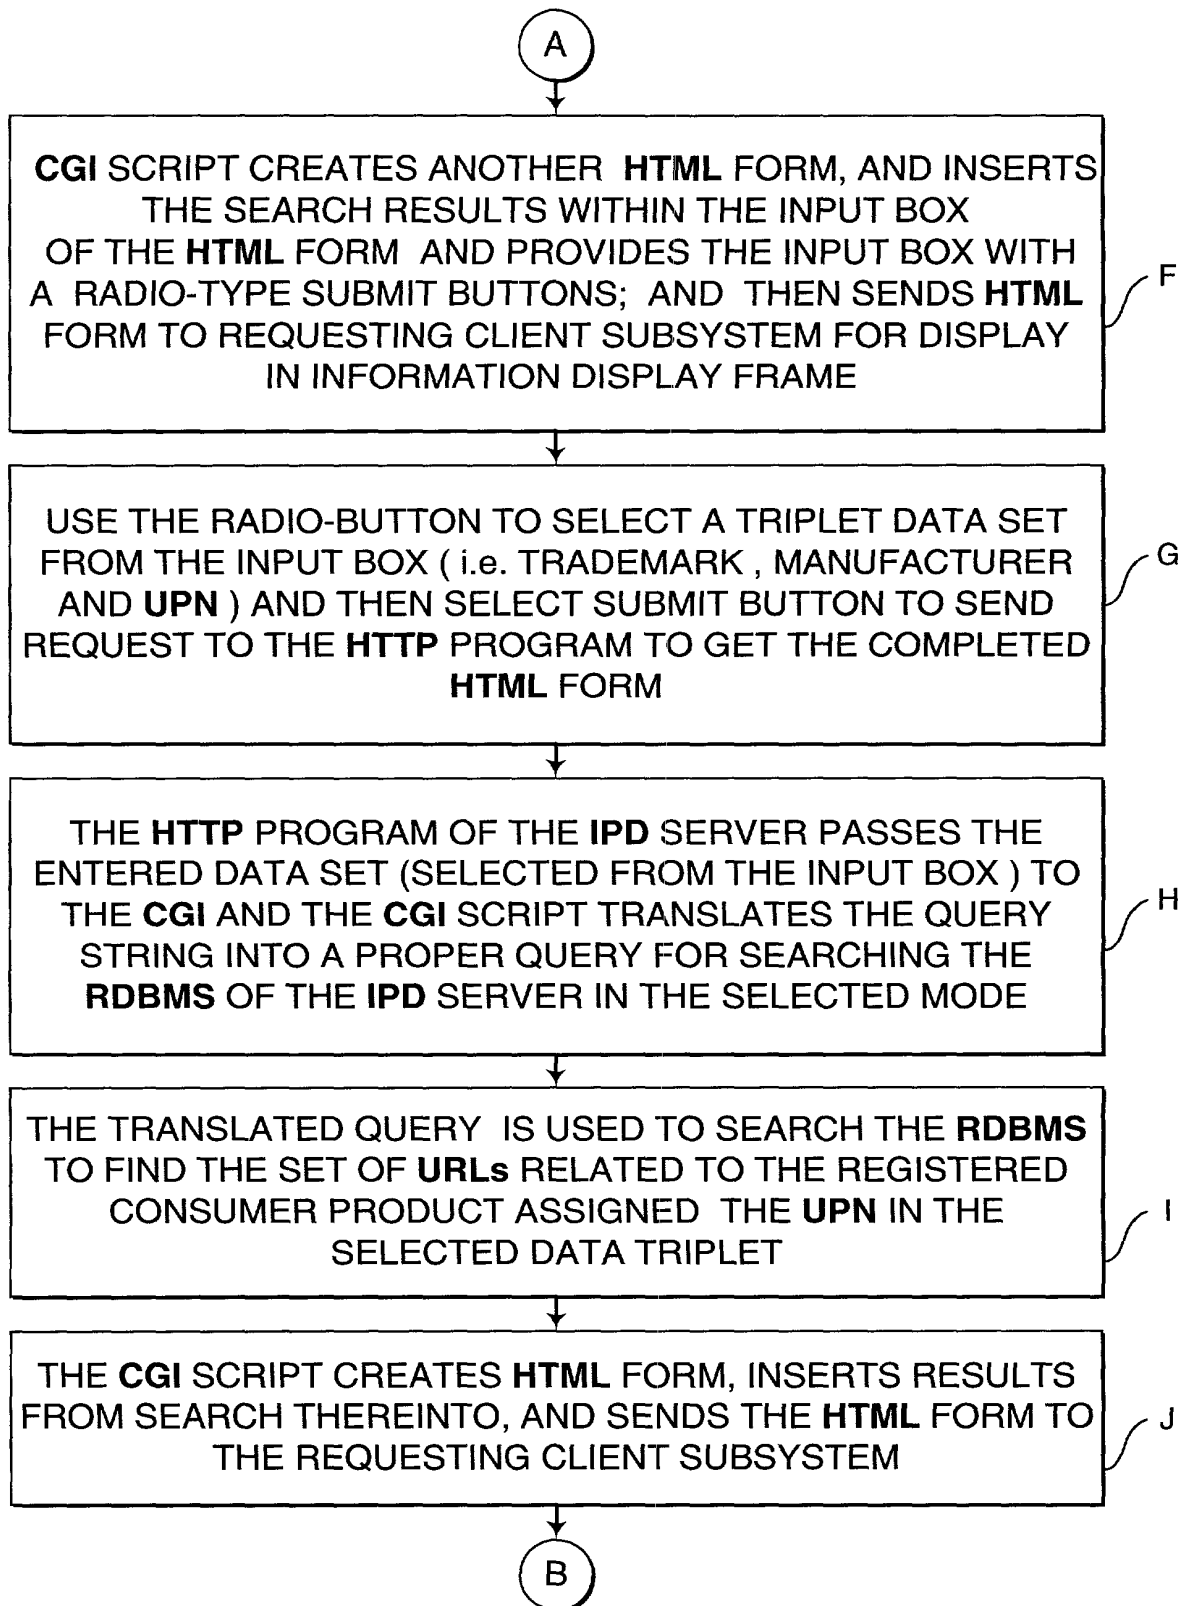 A
CGI SCRIPT CREATES ANOTHER HTML FORM, AND INSERTS
THE SEARCH RESULTS WITHIN THE INPUT BOX
OF THE HTML FORM AND PROVIDES THE INPUT BOX WITH
A RADIO-TYPE SUBMIT BUTTONS; AND THEN SENDS HTML
FORM TO REQUESTING CLIENT SUBSYSTEM FOR DISPLAY
IN INFORMATION DISPLAY FRAME
F
USE THE RADIO-BUTTON TO SELECT A TRIPLET DATA SET
FROM THE INPUT BOX ( i.e. TRADEMARK , MANUFACTURER
AND UPN ) AND THEN SELECT SUBMIT BUTTON TO SEND
REQUEST TO THE HTTP PROGRAM TO GET THE COMPLETED
HTML FORM
G
THE HTTP PROGRAM OF THE IPD SERVER PASSES THE
ENTERED DATA SET (SELECTED FROM THE INPUT BOX ) TO
THE CGI AND THE CGI SCRIPT TRANSLATES THE QUERY
STRING INTO A PROPER QUERY FOR SEARCHING THE
RDBMS OF THE IPD SERVER IN THE SELECTED MODE
H
THE TRANSLATED QUERY IS USED TO SEARCH THE RDBMS
TO FIND THE SET OF URLs RELATED TO THE REGISTERED
CONSUMER PRODUCT ASSIGNED THE UPN IN THE
SELECTED DATA TRIPLET
I
THE CGI SCRIPT CREATES HTML FORM, INSERTS RESULTS
FROM SEARCH THEREINTO, AND SENDS THE HTML FORM TO
THE REQUESTING CLIENT SUBSYSTEM
J
B